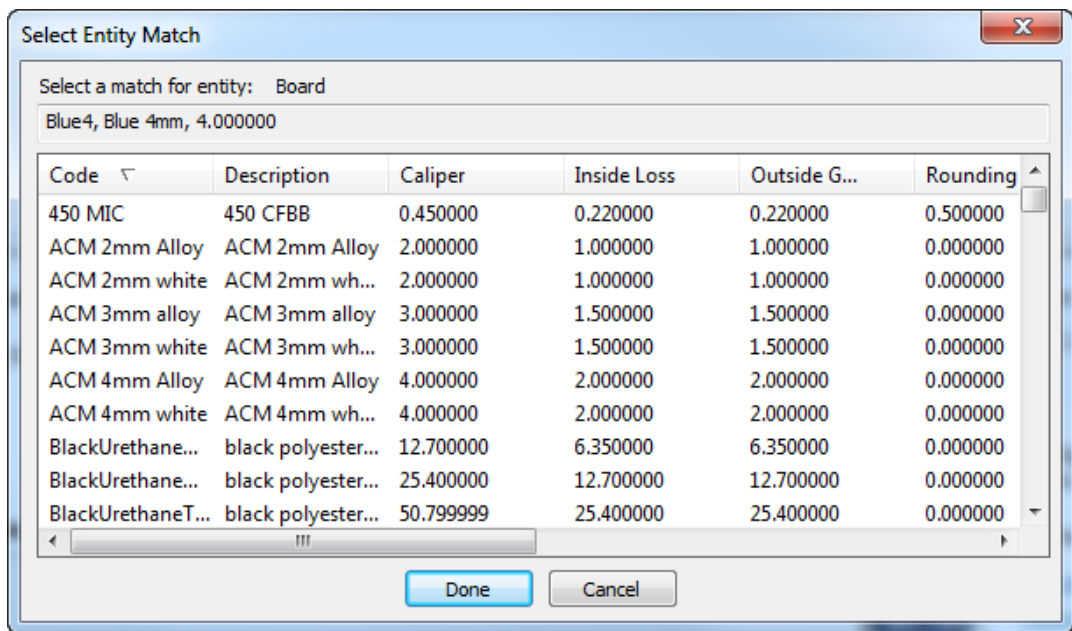 Select Entity Match
Select a match for entity: Board
Blue4, Blue 4mm, 4.000000
Code Description Caliper Inside Loss Outside G... Rounding
450 MIC 450 CFBB 0.450000 0.220000 0.220000 0.500000
ACM 2mm Alloy ACM 2mm Alloy 2.000000 1.000000 1.000000 0.000000
ACM 2mm white ACM 2mm wh... 2.000000 1.000000 1.000000 0.000000
ACM 3mm alloy ACM 3mm alloy 3.000000 1.500000 1.500000 0.000000
ACM 3mm white ACM 3mm wh... 3.000000 1.500000 1.500000 0.000000
ACM 4mm Alloy ACM 4mm Alloy 4.000000 2.000000 2.000000 0.000000
ACM 4mm white ACM 4mm wh... 4.000000 2.000000 2.000000 0.000000
BlackUrethane... black polyester... 12.700000 6.350000 6.350000 0.000000
BlackUrethane... black polyester... 25.400000 12.700000 12.700000 0.000000
BlackUrethaneT... black polyester... 50.799999 25.400000 25.400000 0.000000
Done Cancel